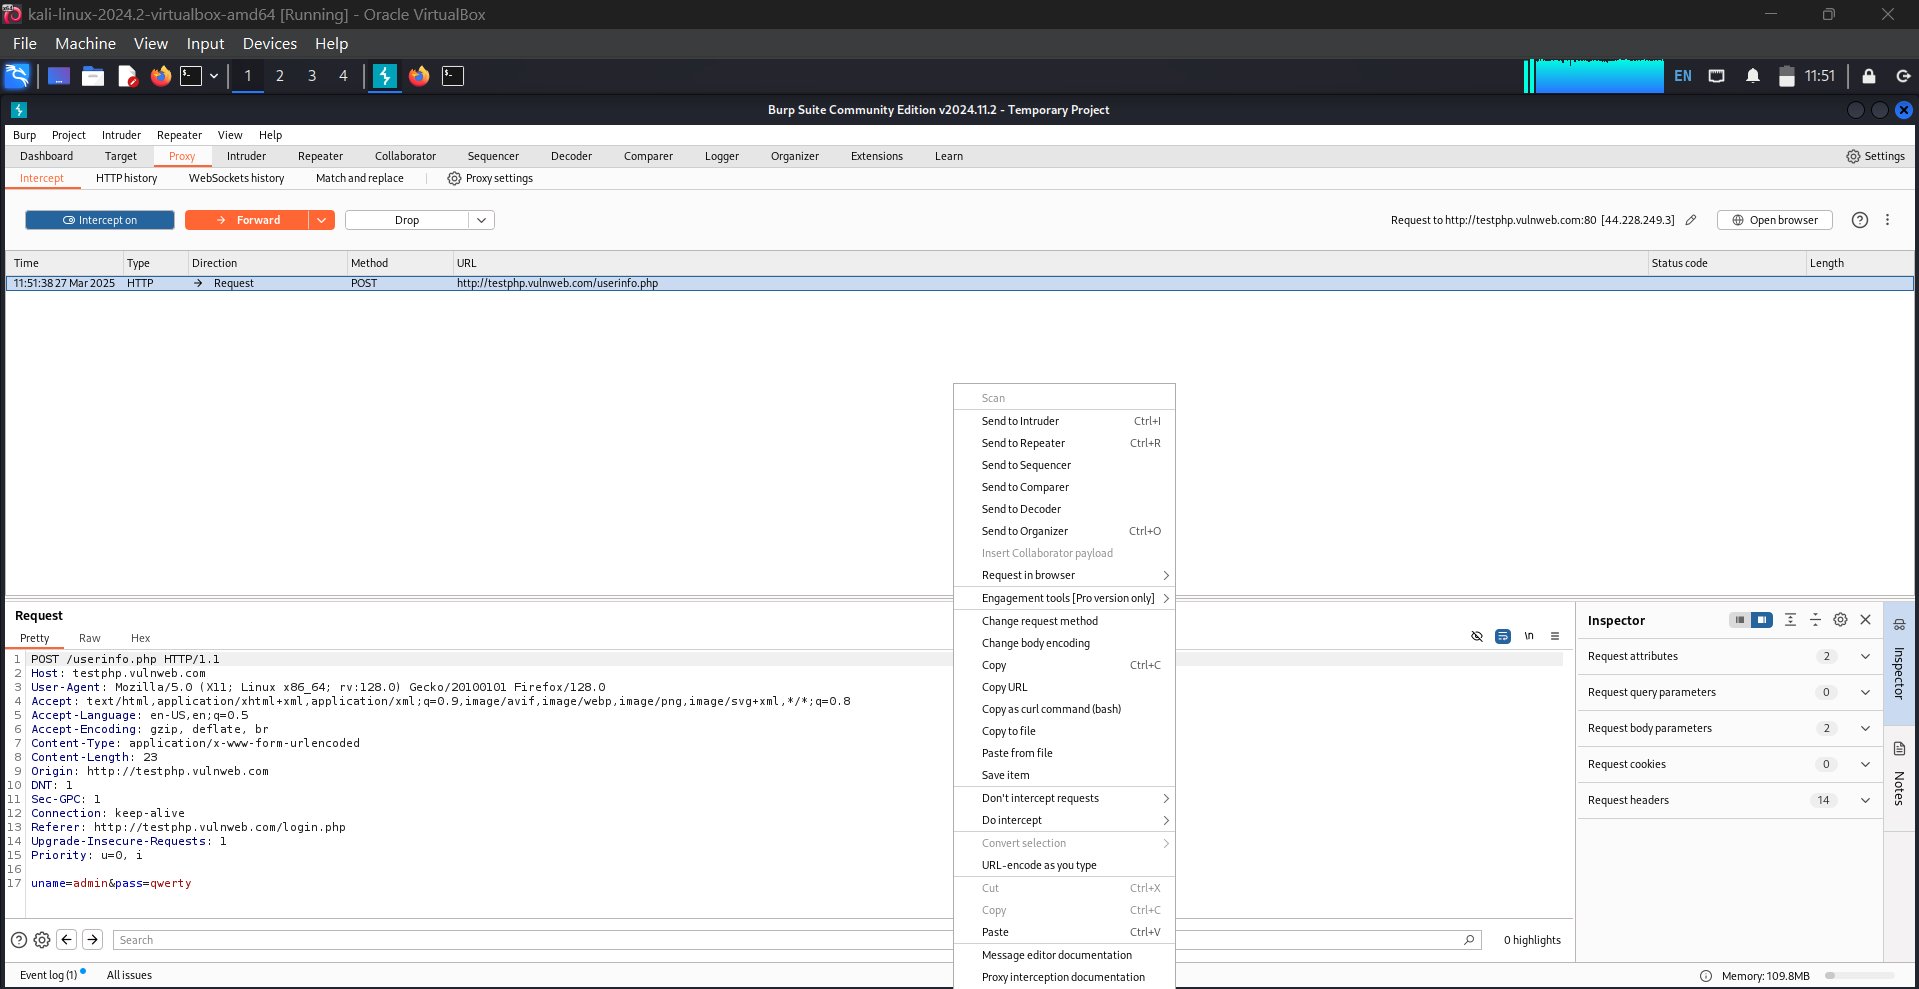 kali-linux-2024.2-virtualbox-amd64 [Running] - Oracle VirtualBox
File Machine View Input Devices Help
1 2 3 4 EN 11:51
Burp Suite Community Edition v2024.11.2 - Temporary Project
Burp Project Intruder Repeater View Help
Dashboard Target Proxy Intruder Repeater Collaborator Sequencer Decoder Comparer Logger Organizer Extensions Learn Settings
Intercept HTTP history WebSockets history Match and replace Proxy settings
Intercept on Forward Drop Request to http://testphp.vulnweb.com:80 [44.228.249.3] Open browser
Time Type Direction Method URL Status code Length
11:51:38 27 Mar 2025 HTTP → Request POST http://testphp.vulnweb.com/userinfo.php
Scan
Send to Intruder Ctrl+I
Send to Repeater Ctrl+R
Send to Sequencer
Send to Comparer
Send to Decoder
Send to Organizer Ctrl+O
Insert Collaborator payload
Request in browser
Engagement tools [Pro version only]
Change request method
Change body encoding
Copy Ctrl+C
Copy URL
Copy as curl command (bash)
Copy to file
Paste from file
Save item
Don't intercept requests
Do intercept
Convert selection
URL-encode as you type
Cut Ctrl+X
Copy Ctrl+C
Paste Ctrl+V
Message editor documentation
Proxy interception documentation
Request
Pretty Raw Hex \n
1 POST /userinfo.php HTTP/1.1
2 Host: testphp.vulnweb.com
3 User-Agent: Mozilla/5.0 (X11; Linux x86_64; rv:128.0) Gecko/20100101 Firefox/128.0
4 Accept: text/html,application/xhtml+xml,application/xml;q=0.9,image/avif,image/webp,image/png,image/svg+xml,*/*;q=0.8
5 Accept-Language: en-US,en;q=0.5
6 Accept-Encoding: gzip, deflate, br
7 Content-Type: application/x-www-form-urlencoded
8 Content-Length: 23
9 Origin: http://testphp.vulnweb.com
10 DNT: 1
11 Sec-GPC: 1
12 Connection: keep-alive
13 Referer: http://testphp.vulnweb.com/login.php
14 Upgrade-Insecure-Requests: 1
15 Priority: u=0, i
16
17 uname=admin&pass=qwerty
Inspector
Request attributes 2
Request query parameters 0
Request body parameters 2
Request cookies 0
Request headers 14
Inspector
Notes
Search 0 highlights
Event log (1) All issues Memory: 109.8MB